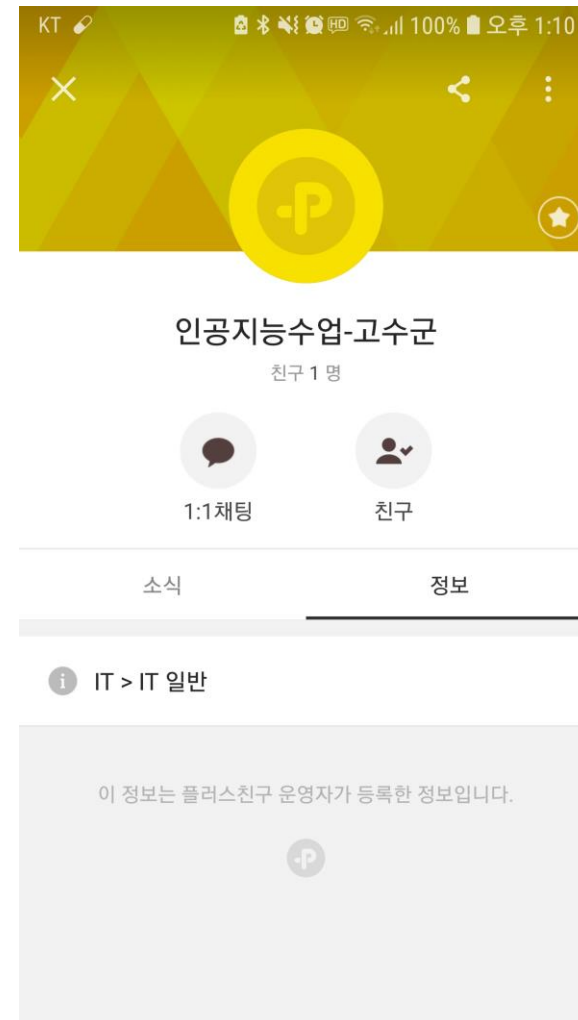 KT HD 100% 오후 1:10
P
인공지능수업-고수군
친구 1 명
1:1채팅 친구
소식 정보
i IT > IT 일반
이 정보는 플러스친구 운영자가 등록한 정보입니다.
P